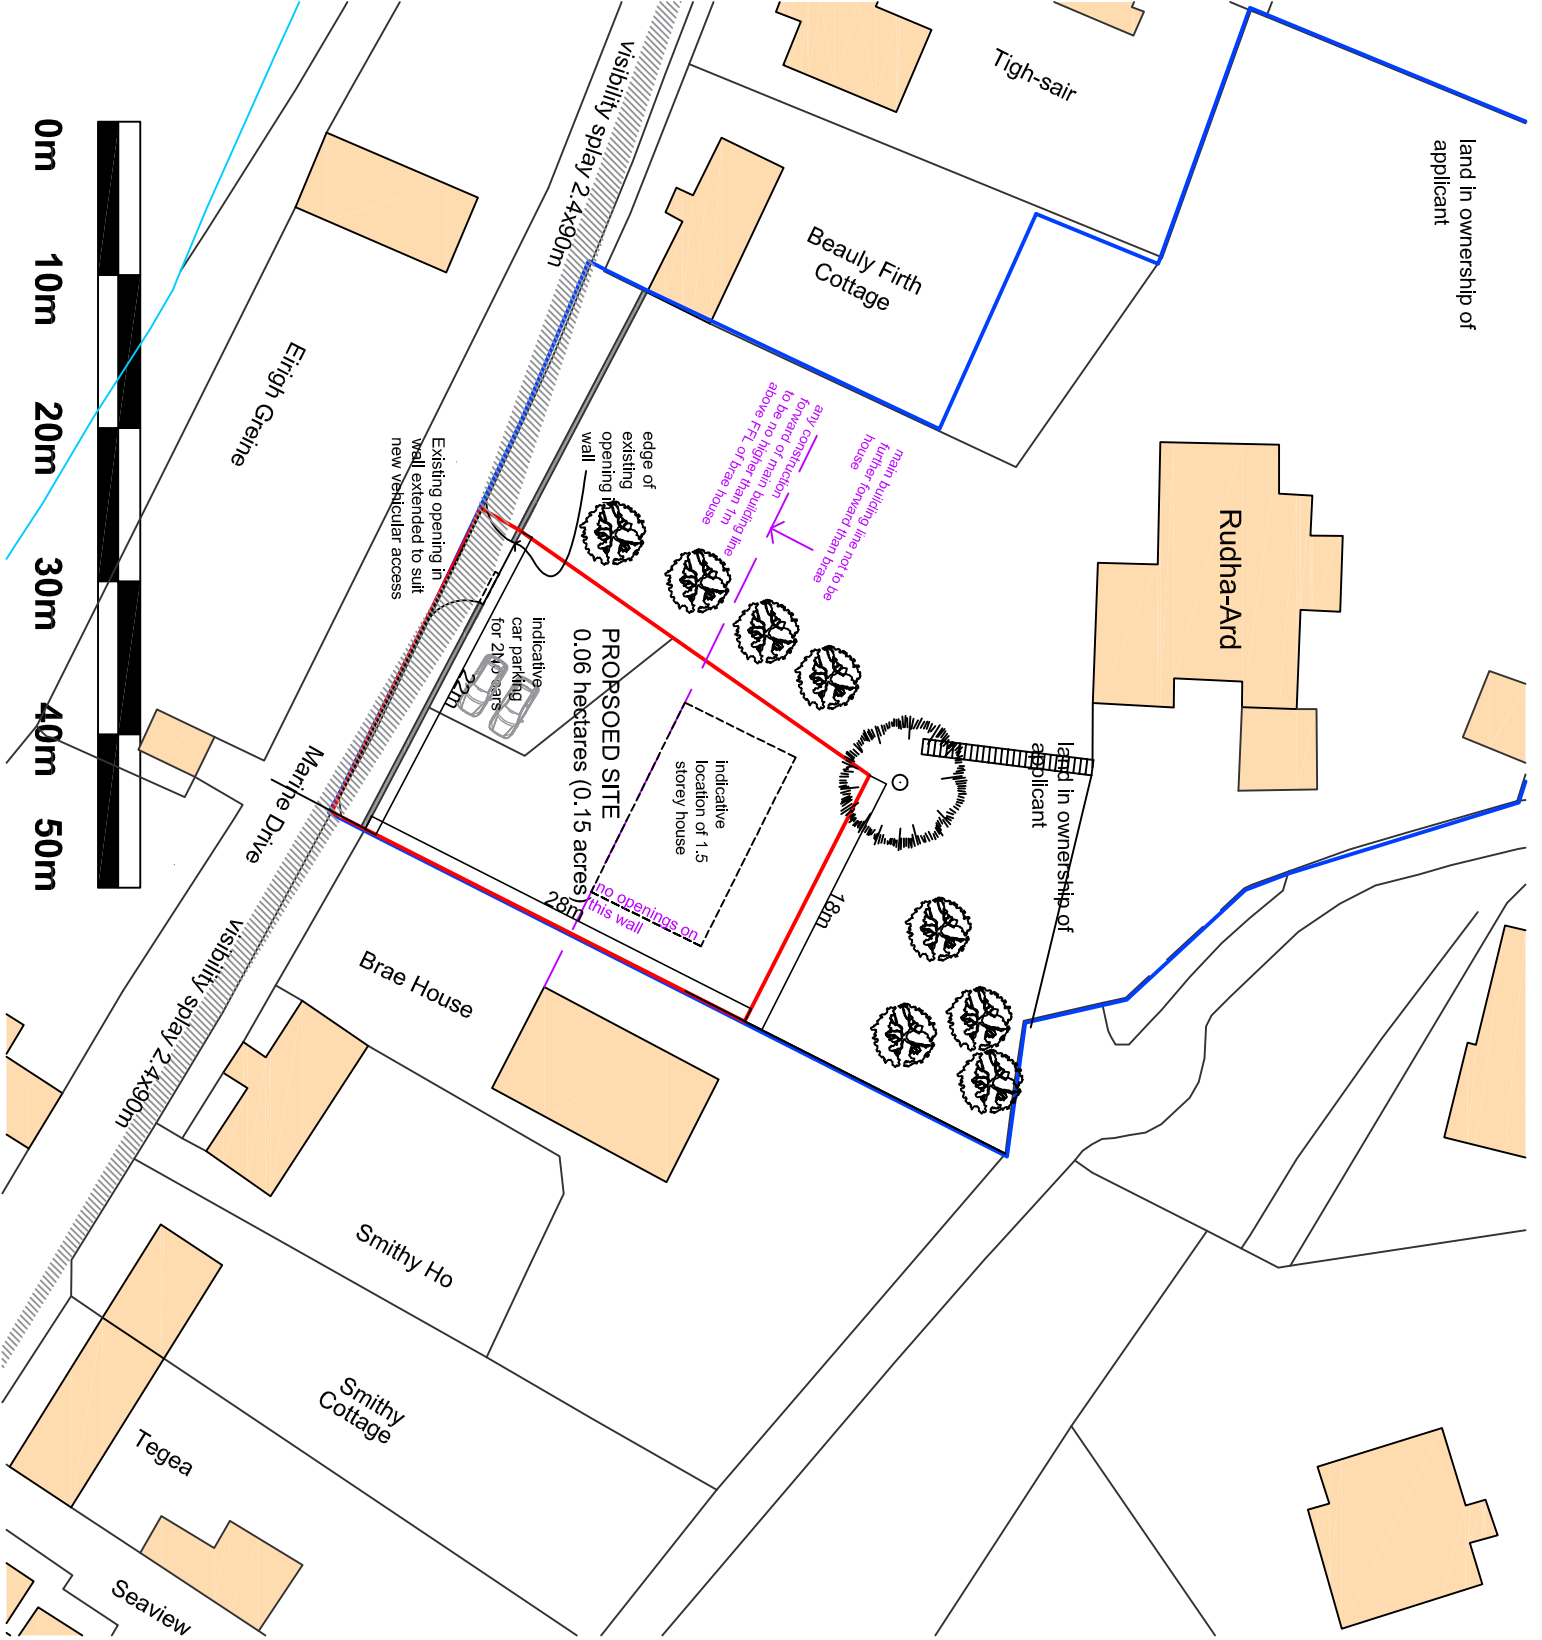 Tigh-sair
land in ownership of
applicant
visibility splay 2.4x90m
Beauly Firth
Cottage
0m
10m
20m
30m
40m
50m
Eirigh Greine
any construction
forward of main building line
to be no higher than 1m
above FFL of brae house
main building line not to be
further forward than brae
house
edge of
existing
opening in
wall
Existing opening in
wall extended to suit
new vehicular access
Rudha-Ard
indicative
car parking
for 2No cars
22m
PROPSOED SITE
0.06 hectares (0.15 acres)
indicative
location of 1.5
storey house
land in ownership of
applicant
no openings on
this wall
28m
18m
Marine Drive
visibility splay 2.4x90m
Brae House
Smithy Ho
Smithy
Cottage
Tegea
Seaview